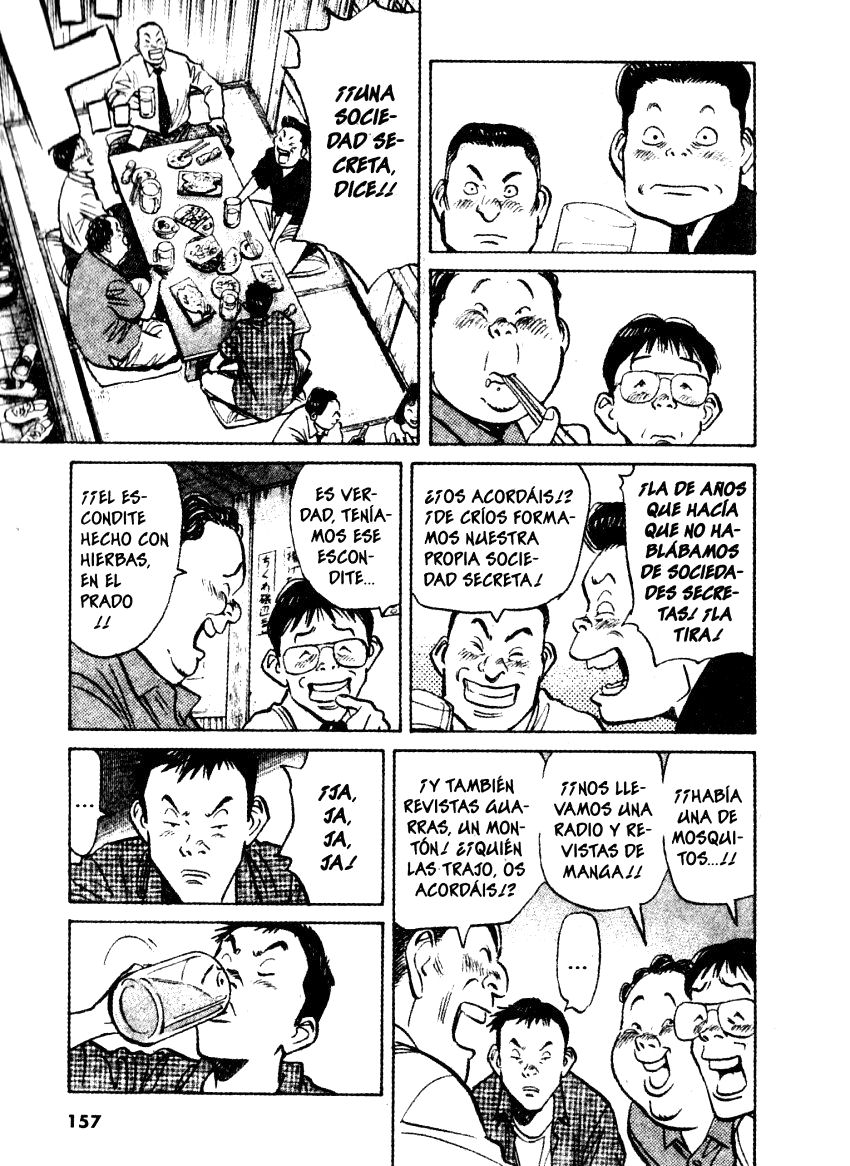 ¡¡UNA
SOCIE-
DAD SE-
CRETA,
DICE!!
¡LA DE AÑOS
QUE HACÍA
QUE NO HA-
BLÁBAMOS
DE SOCIEDA-
DES SECRE-
TAS! ¡LA
TIRA!
¿¡OS ACORDÁIS!?
¡DE CRÍOS FORMA-
MOS NUESTRA
PROPIA SOCIE-
DAD SECRETA!
ES VER-
DAD, TENÍA-
MOS ESE
ESCON-
DITE...
¡¡EL ES-
CONDITE
HECHO CON
HIERBAS,
EN EL
PRADO
!!
¡¡HABÍA
UNA DE
MOSQUI-
TOS...!!
¡¡NOS LLE-
VAMOS UNA
RADIO Y RE-
VISTAS DE
MANGA!!
¡Y TAMBIÉN
REVISTAS GUA-
RRAS, UN MON-
TÓN! ¿¡QUIÉN
LAS TRAJO, OS
ACORDÁIS!?
...
¡JA,
JA,
JA,
JA!
...
157